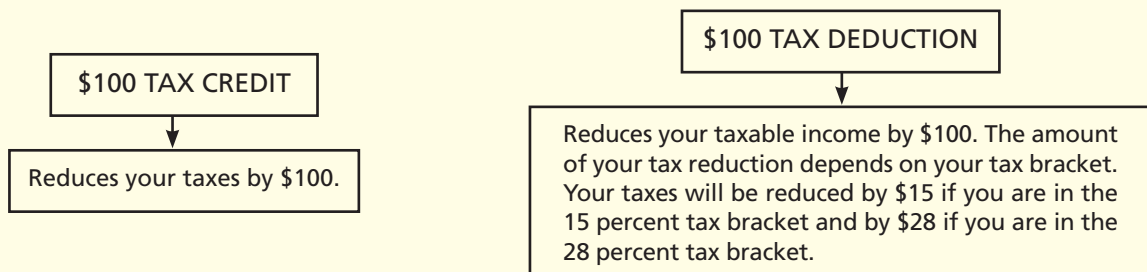 $100 TAX CREDIT
Reduces your taxes by $100.
$100 TAX DEDUCTION
Reduces your taxable income by $100. The amount
of your tax reduction depends on your tax bracket.
Your taxes will be reduced by $15 if you are in the
15 percent tax bracket and by $28 if you are in the
28 percent tax bracket.